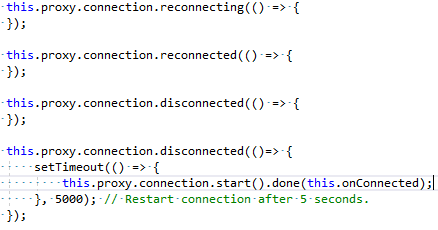 this.proxy.connection.reconnecting(() => {
});
this.proxy.connection.reconnected(() => {
});
this.proxy.connection.disconnected(() => {
});
this.proxy.connection.disconnected(()=> {
setTimeout(() => {
this.proxy.connection.start().done(this.onConnected);
}, 5000); // Restart connection after 5 seconds.
});